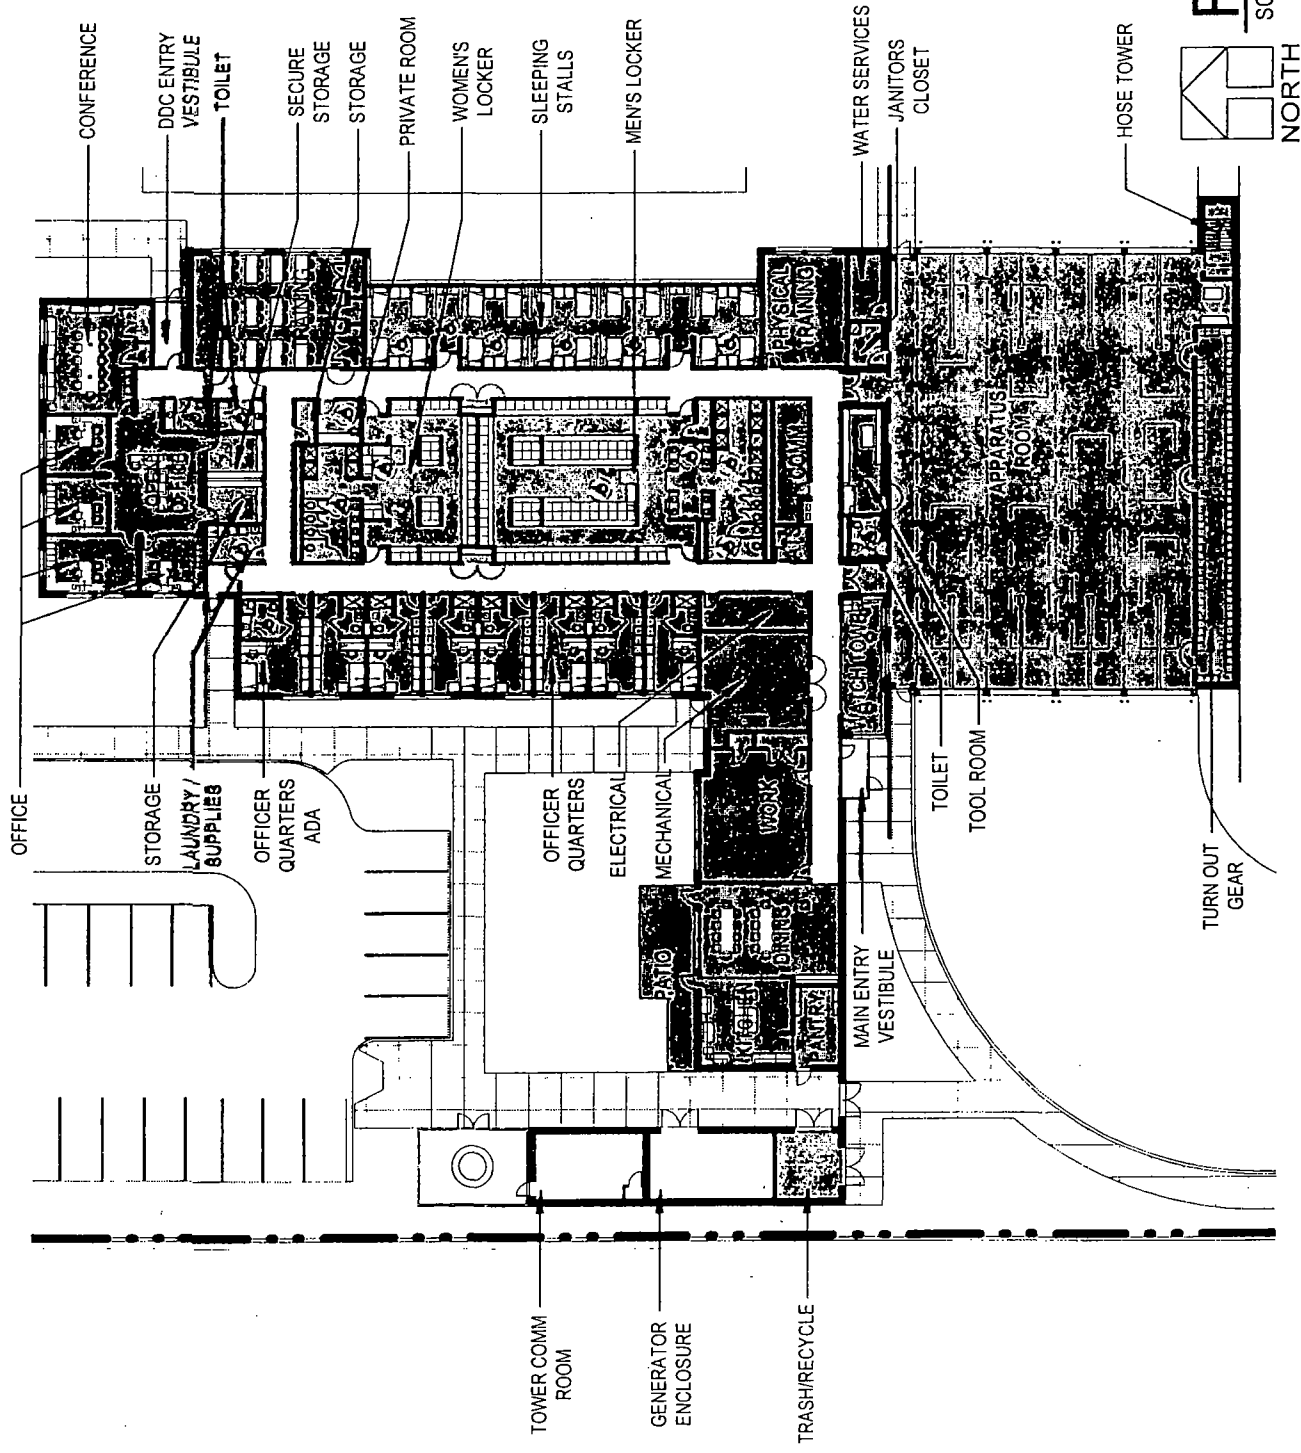 OFFICE
STORAGE
LAUNDRY /
SUPPLIES
OFFICER
QUARTERS
ADA
OFFICER
QUARTERS
ELECTRICAL
MECHANICAL
TOILET
TOOL ROOM
TURN OUT
GEAR
MAIN ENTRY
VESTIBULE
CONFERENCE
DDC ENTRY
VESTIBULE
TOILET
SECURE
STORAGE
STORAGE
PRIVATE ROOM
WOMEN'S
LOCKER
SLEEPING
STALLS
MEN'S LOCKER
WATER SERVICES
JANITORS
CLOSET
HOSE TOWER
NORTH
OPEN
OFFICE
TRAINING
PHYSICAL
TRAINING
APPARATUS
ROOM
WORK
PATIO
DINING
KITCHEN
PANTRY
TOWER COMM
ROOM
GENERATOR
ENCLOSURE
TRASH/RECYCLE